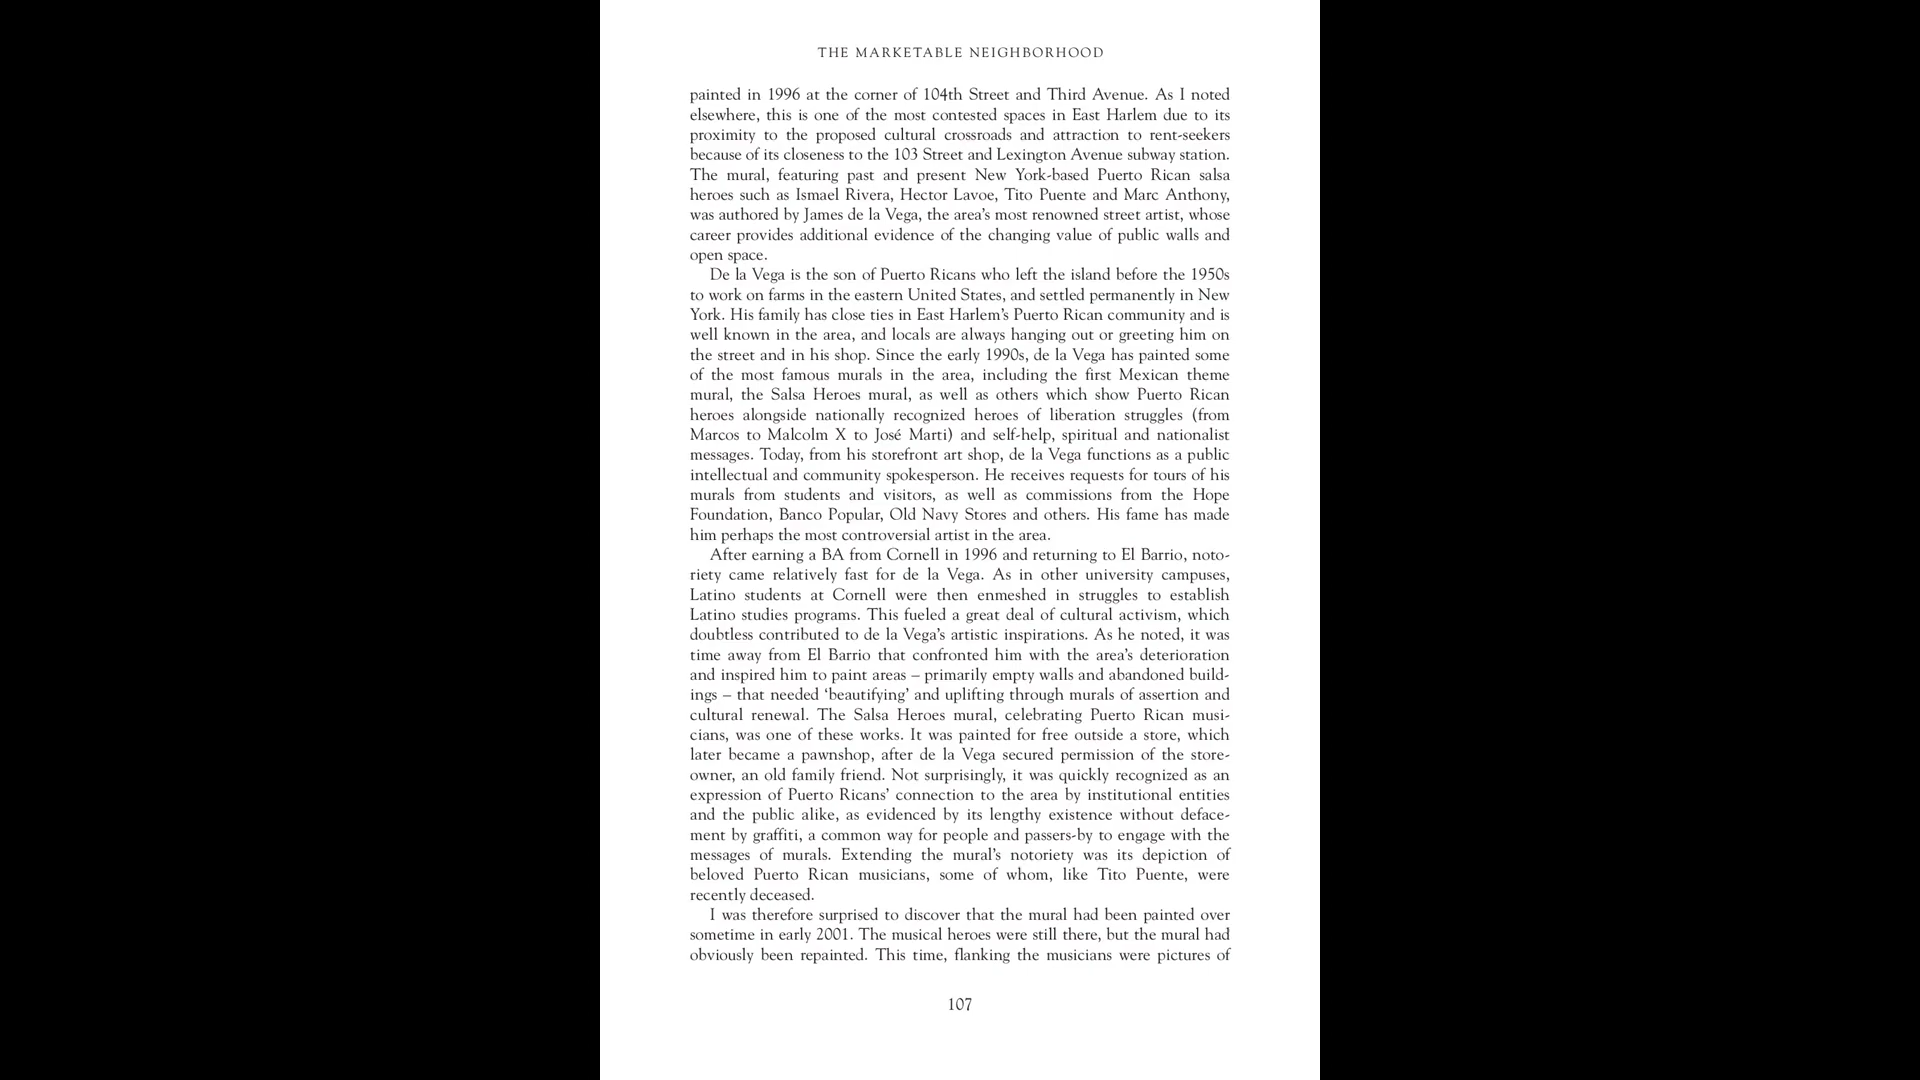 THE MARKETABLE NEIGHBORHOOD
painted in 1996 at the corner of 104th Street and Third Avenue. As I noted
elsewhere, this is one of the most contested spaces in East Harlem due to its
proximity to the proposed cultural crossroads and attraction to rent-seekers
because of its closeness to the 103 Street and Lexington Avenue subway station.
The mural, featuring past and present New York-based Puerto Rican salsa
heroes such as Ismael Rivera, Hector Lavoe, Tito Puente and Marc Anthony,
was authored by James de la Vega, the area’s most renowned street artist, whose
career provides additional evidence of the changing value of public walls and
open space.
De la Vega is the son of Puerto Ricans who left the island before the 1950s
to work on farms in the eastern United States, and settled permanently in New
York. His family has close ties in East Harlem’s Puerto Rican community and is
well known in the area, and locals are always hanging out or greeting him on
the street and in his shop. Since the early 1990s, de la Vega has painted some
of the most famous murals in the area, including the first Mexican theme
mural, the Salsa Heroes mural, as well as others which show Puerto Rican
heroes alongside nationally recognized heroes of liberation struggles (from
Marcos to Malcolm X to José Marti) and self-help, spiritual and nationalist
messages. Today, from his storefront art shop, de la Vega functions as a public
intellectual and community spokesperson. He receives requests for tours of his
murals from students and visitors, as well as commissions from the Hope
Foundation, Banco Popular, Old Navy Stores and others. His fame has made
him perhaps the most controversial artist in the area.
After earning a BA from Cornell in 1996 and returning to El Barrio, noto-
riety came relatively fast for de la Vega. As in other university campuses,
Latino students at Cornell were then enmeshed in struggles to establish
Latino studies programs. This fueled a great deal of cultural activism, which
doubtless contributed to de la Vega’s artistic inspirations. As he noted, it was
time away from El Barrio that confronted him with the area’s deterioration
and inspired him to paint areas – primarily empty walls and abandoned build-
ings – that needed ‘beautifying’ and uplifting through murals of assertion and
cultural renewal. The Salsa Heroes mural, celebrating Puerto Rican musi-
cians, was one of these works. It was painted for free outside a store, which
later became a pawnshop, after de la Vega secured permission of the store-
owner, an old family friend. Not surprisingly, it was quickly recognized as an
expression of Puerto Ricans’ connection to the area by institutional entities
and the public alike, as evidenced by its lengthy existence without deface-
ment by graffiti, a common way for people and passers-by to engage with the
messages of murals. Extending the mural’s notoriety was its depiction of
beloved Puerto Rican musicians, some of whom, like Tito Puente, were
recently deceased.
I was therefore surprised to discover that the mural had been painted over
sometime in early 2001. The musical heroes were still there, but the mural had
obviously been repainted. This time, flanking the musicians were pictures of
107